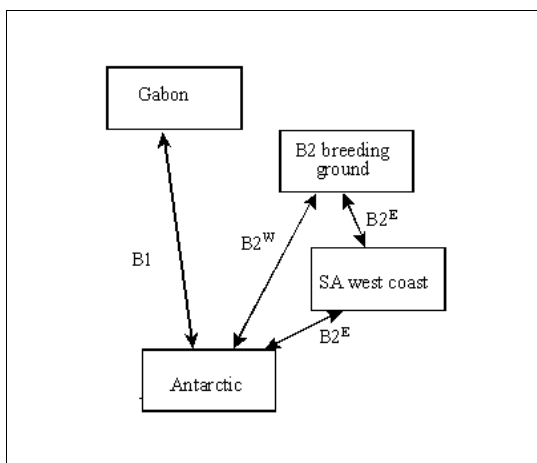 Gabon
B2 breeding
ground
B2ᴱ
B2ᵂ
B1
SA west coast
B2ᴱ
Antarctic